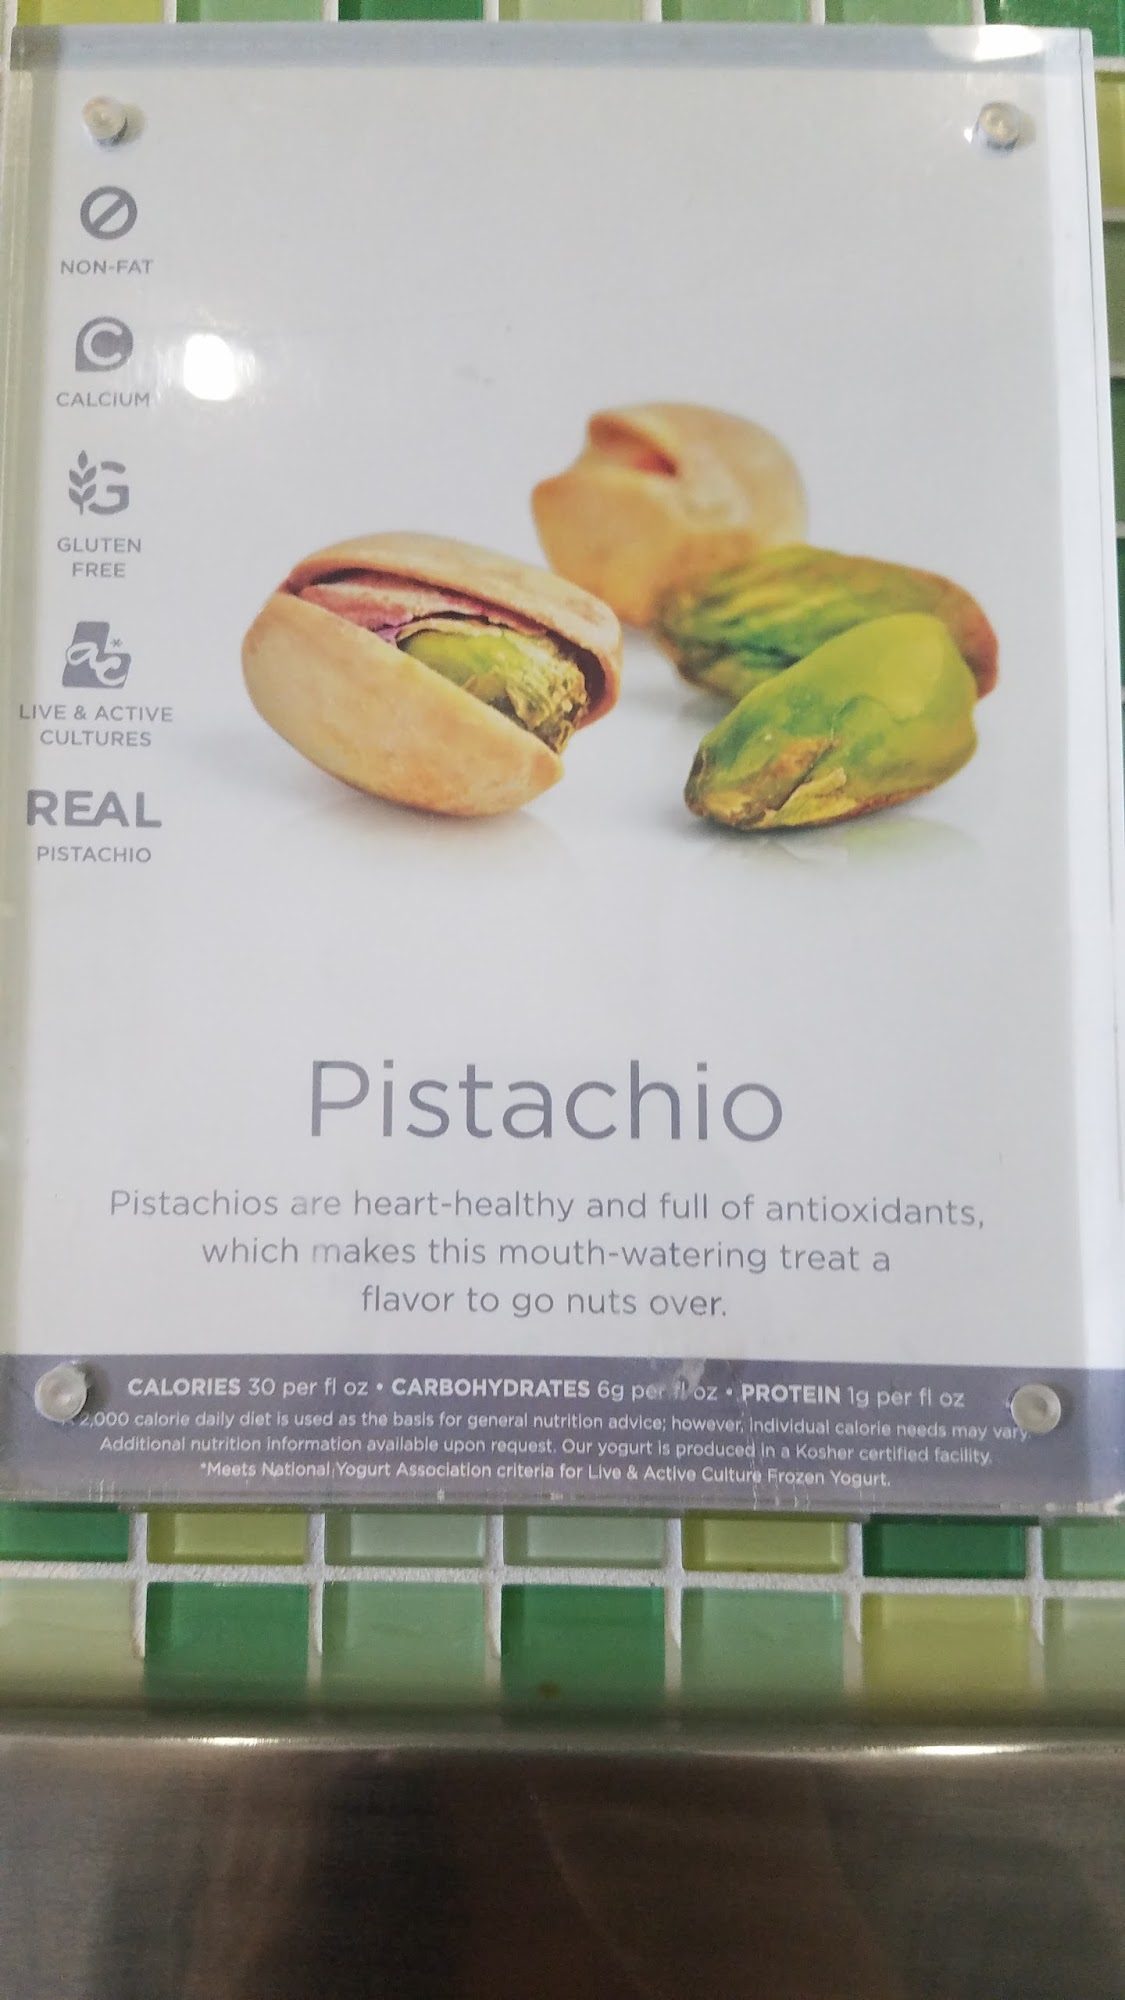 NON-FAT
C
CALCIUM
G
GLUTEN
FREE
ac*
LIVE & ACTIVE
CULTURES
REAL
PISTACHIO
Pistachio
Pistachios are heart-healthy and full of antioxidants,
which makes this mouth-watering treat a
flavor to go nuts over.
CALORIES 30 per fl oz • CARBOHYDRATES 6g per fl oz • PROTEIN 1g per fl oz
2,000 calorie daily diet is used as the basis for general nutrition advice; however, individual calorie needs may vary.
Additional nutrition information available upon request. Our yogurt is produced in a Kosher certified facility.
*Meets National Yogurt Association criteria for Live & Active Culture Frozen Yogurt.